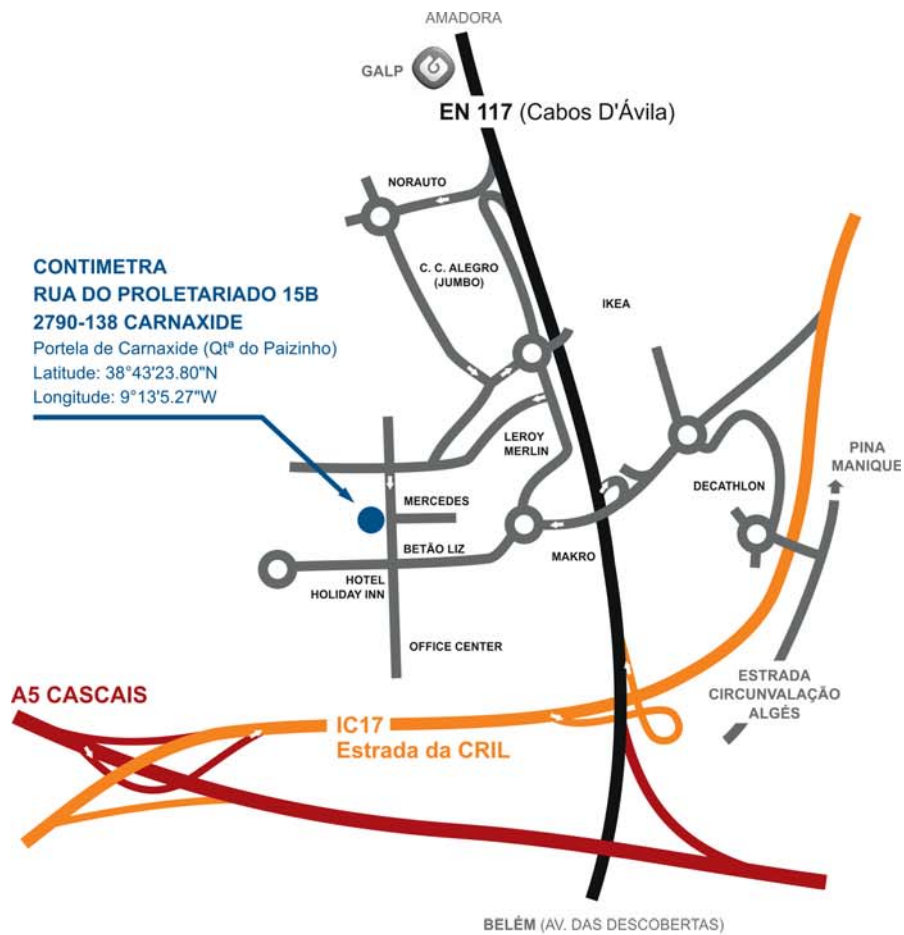 AMADORA
GALP
EN 117 (Cabos D'Ávila)
NORAUTO
C. C. ALEGRO
(JUMBO)
IKEA
CONTIMETRA
RUA DO PROLETARIADO 15B
2790-138 CARNAXIDE
Portela de Carnaxide (Qtª do Paizinho)
Latitude: 38°43'23.80"N
Longitude: 9°13'5.27"W
LEROY
MERLIN
PINA
MANIQUE
DECATHLON
MERCEDES
BETÃO LIZ
MAKRO
HOTEL
HOLIDAY INN
OFFICE CENTER
ESTRADA
CIRCUNVALAÇÃO
ALGÉS
A5 CASCAIS
IC17
Estrada da CRIL
BELÉM (AV. DAS DESCOBERTAS)